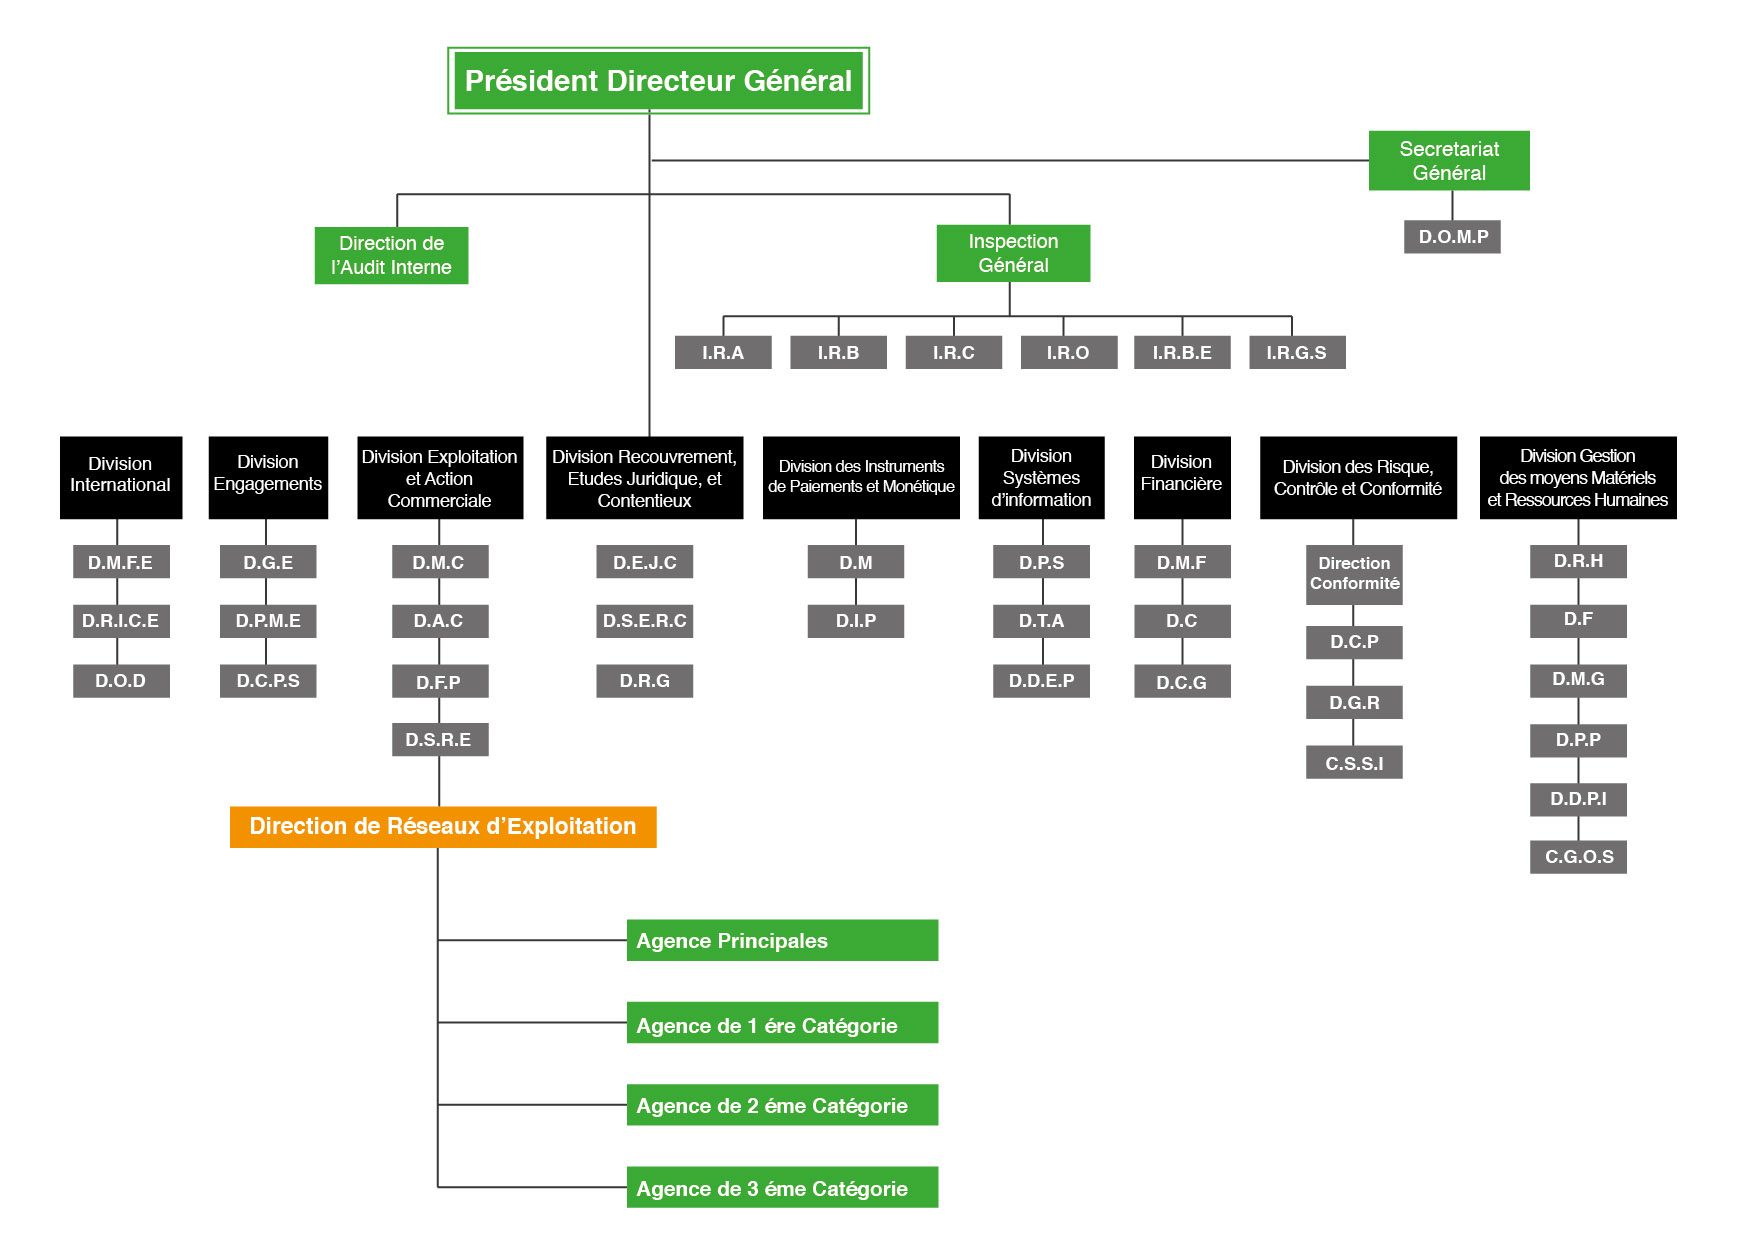 Président Directeur Général
Secretariat
Général
D.O.M.P
Direction de
l'Audit Interne
Inspection
Général
I.R.A
I.R.B
I.R.C
I.R.O
I.R.B.E
I.R.G.S
Division
International
D.M.F.E
D.R.I.C.E
D.O.D
Division
Engagements
D.G.E
D.P.M.E
D.C.P.S
Division Exploitation
et Action
Commerciale
D.M.C
D.A.C
D.F.P
D.S.R.E
Division Recouvrement,
Etudes Juridique, et
Contentieux
D.E.J.C
D.S.E.R.C
D.R.G
Division des Instruments
de Paiements et Monétique
D.M
D.I.P
Division
Systèmes
d'information
D.P.S
D.T.A
D.D.E.P
Division
Financière
D.M.F
D.C
D.C.G
Division des Risque,
Contrôle et Conformité
Direction
Conformité
D.C.P
D.G.R
C.S.S.I
Division Gestion
des moyens Matériels
et Ressources Humaines
D.R.H
D.F
D.M.G
D.P.P
D.D.P.I
C.G.O.S
Direction de Réseaux d'Exploitation
Agence Principales
Agence de 1 ére Catégorie
Agence de 2 éme Catégorie
Agence de 3 éme Catégorie